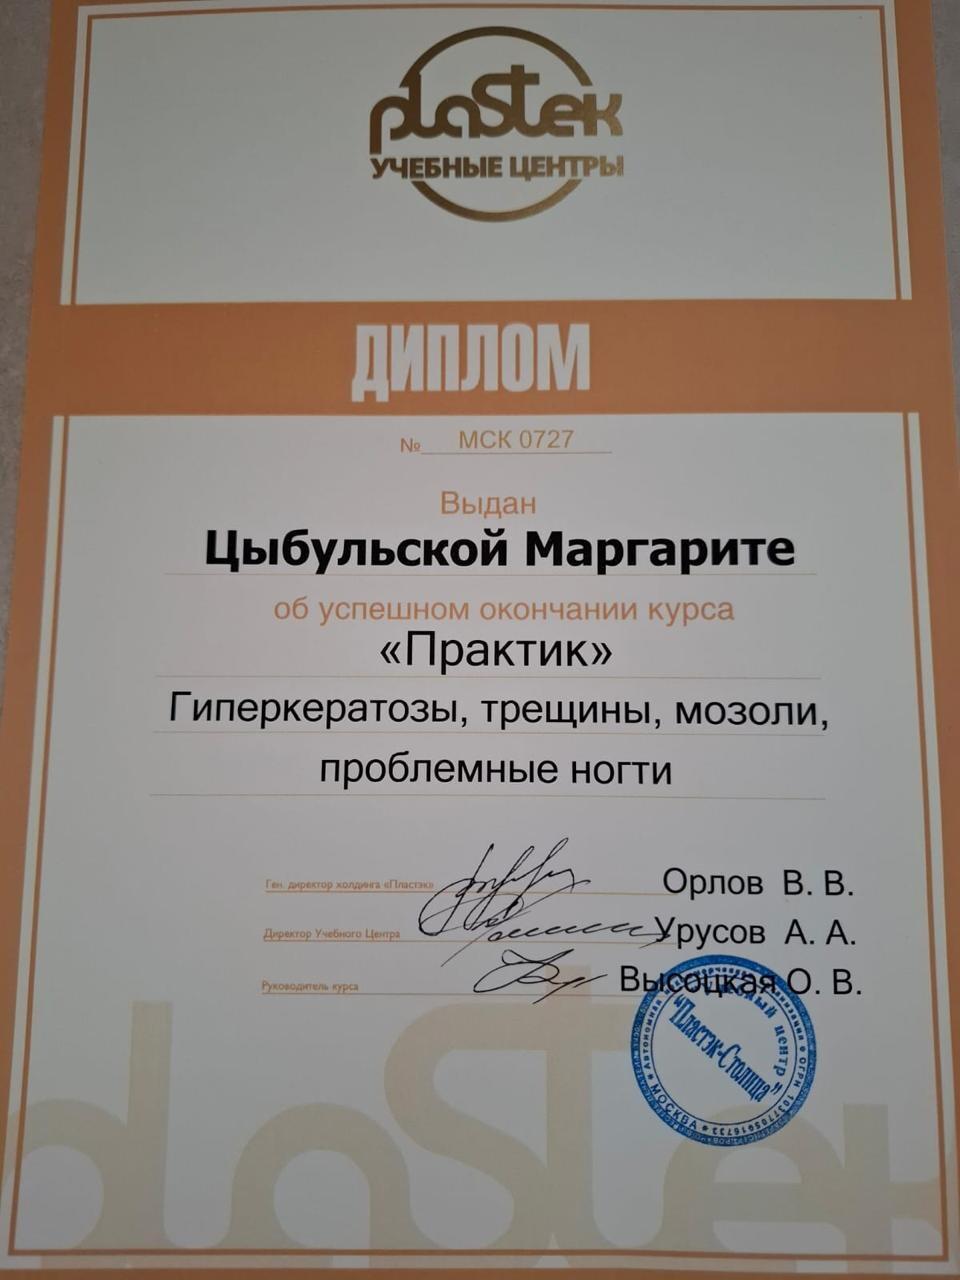 plastek
УЧЕБНЫЕ ЦЕНТРЫ
ДИПЛОМ
№ МСК 0727
Выдан
Цыбульской Маргарите
об успешном окончании курса
«Практик»
Гиперкератозы, трещины, мозоли,
проблемные ногти
Ген. директор холдинга «Пластэк» Орлов В. В.
Директор Учебного Центра Урусов А. А.
Руководитель курса Высоцкая О. В.
"Пластэк-Столица"
МОСКВА
plastek